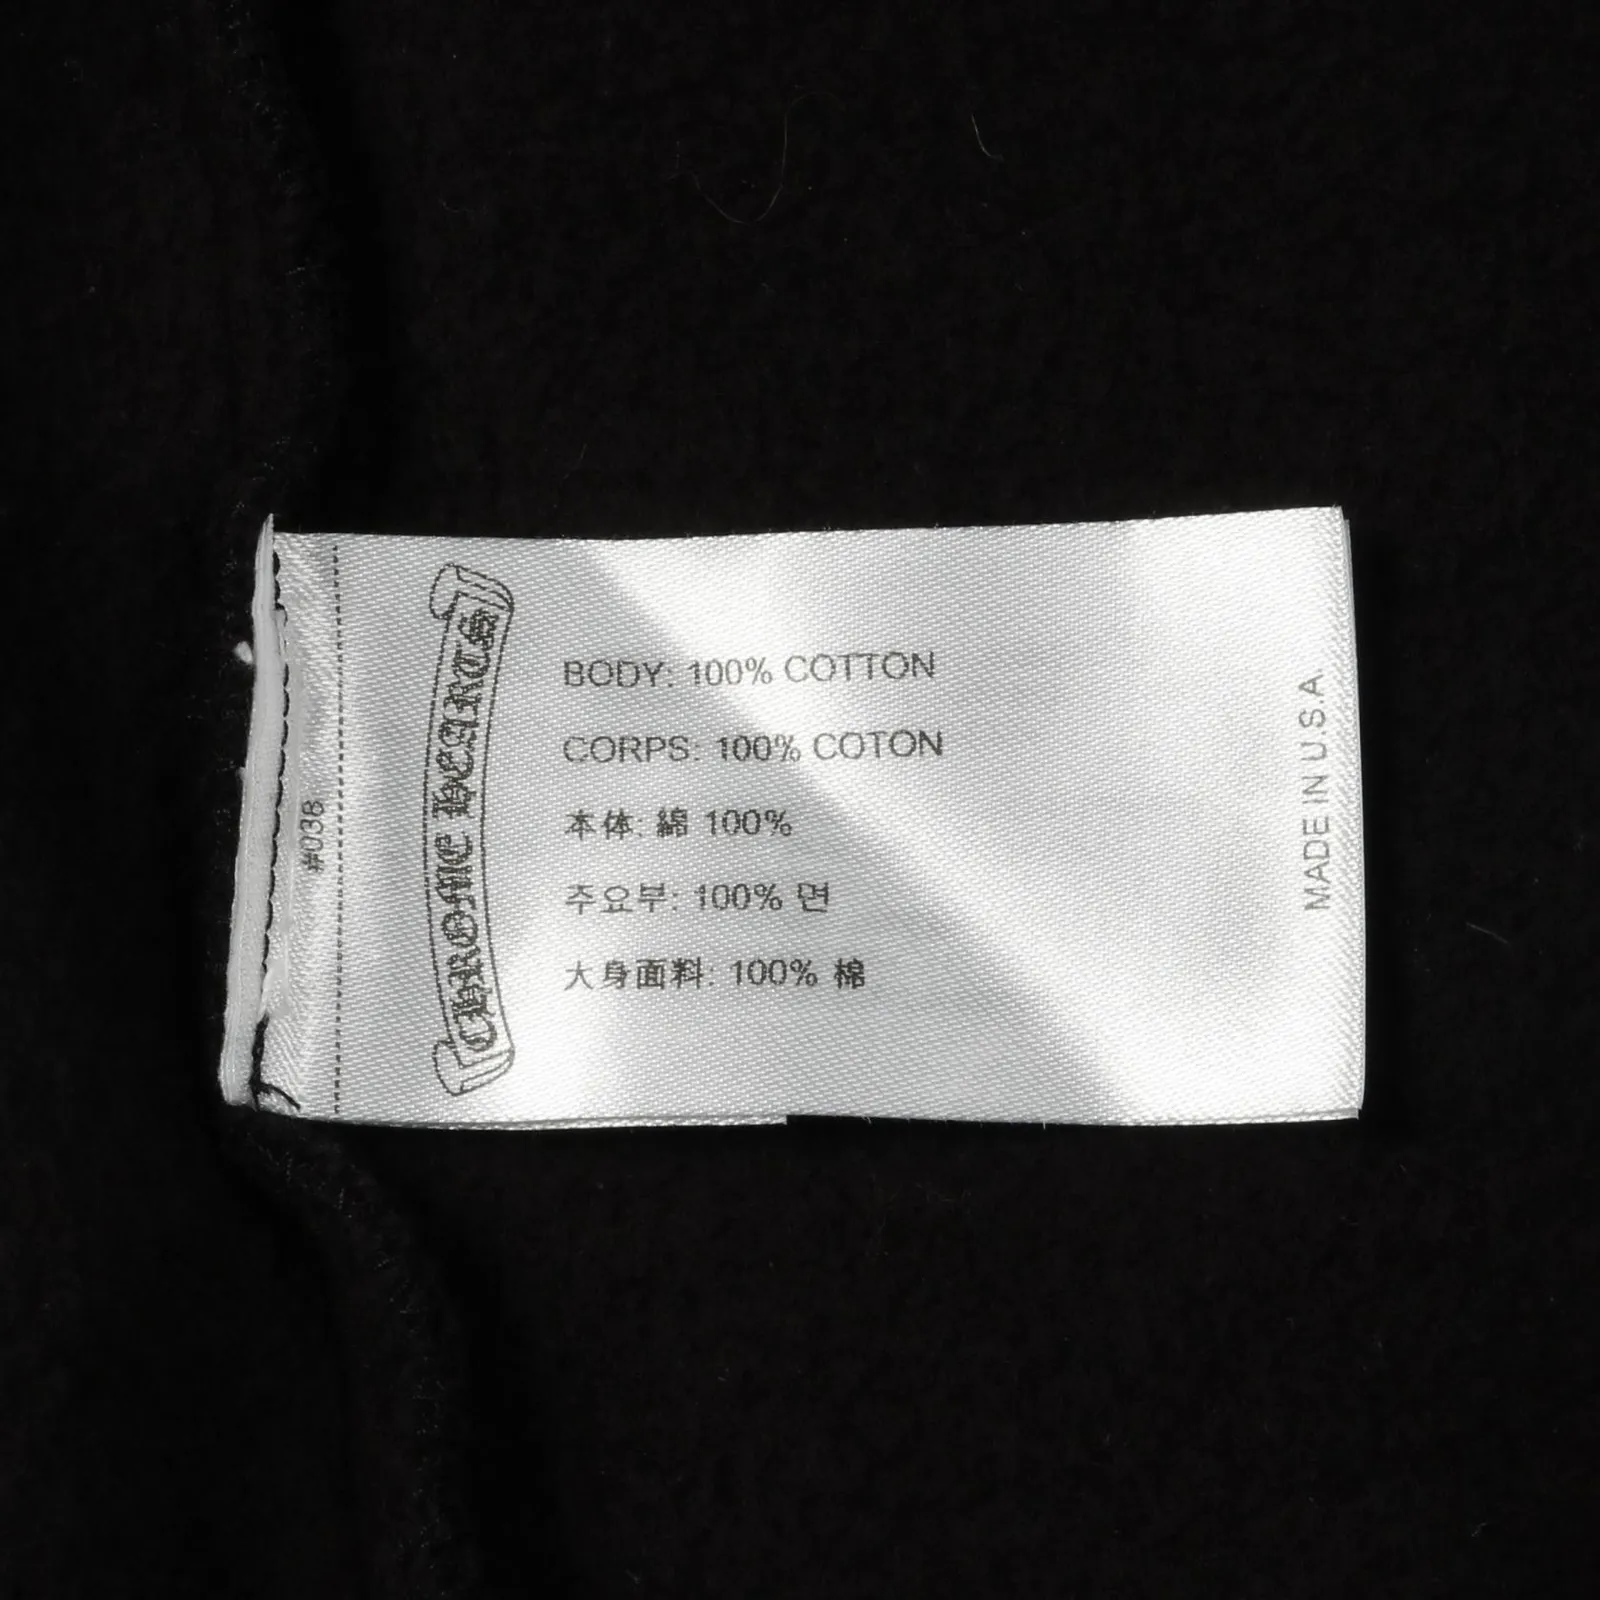 #038
CHROME HEARTS
BODY: 100% COTTON
CORPS: 100% COTON
本体: 綿 100%
주요부: 100% 면
大身面料: 100% 棉
MADE IN U.S.A.